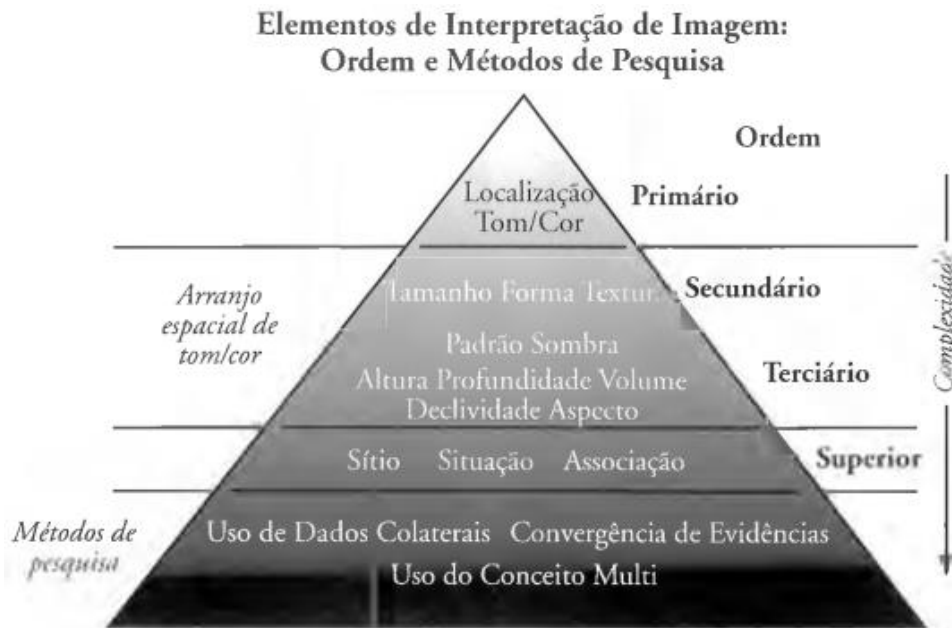 Elementos de Interpretação de Imagem:
Ordem e Métodos de Pesquisa
Ordem
Localização
Tom/Cor
Primário
Arranjo
espacial de
tom/cor
Tamanho Forma Textur
Secundário
Padrão Sombra
Altura Profundidade Volume
Declividade Aspecto
Terciário
Sítio Situação Associação
Superior
Métodos de
pesquisa
Uso de Dados Colaterais Convergência de Evidências
Uso do Conceito Multi
Complexidade